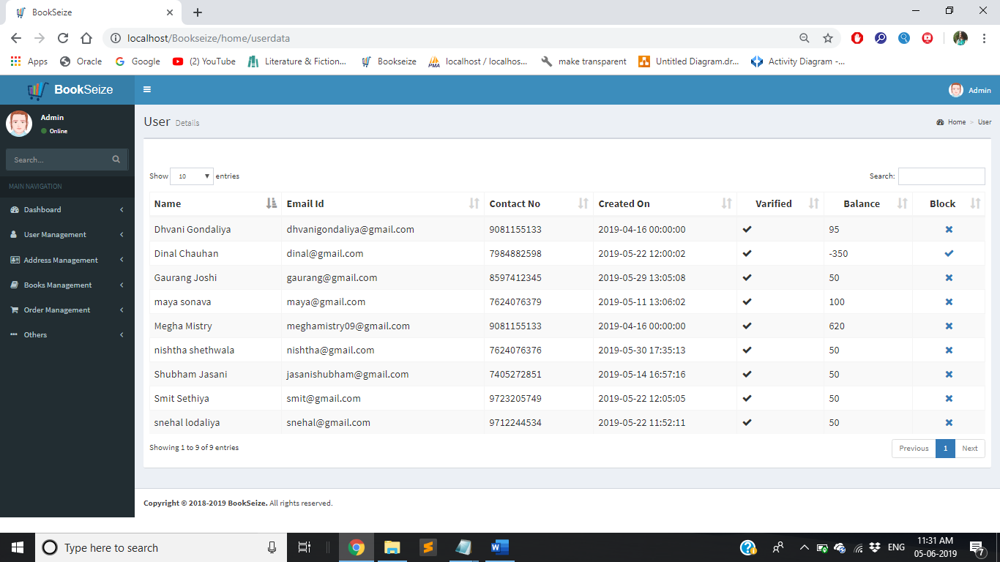 BookSeize
localhost/Bookseize/home/userdata
Apps Oracle Google (2) YouTube Literature & Fiction... Bookseize localhost / localhos... make transparent Untitled Diagram.dr... Activity Diagram -...
BookSeize Admin
Admin
Online
Search...
MAIN NAVIGATION
Dashboard
User Management
Address Management
Books Management
Order Management
Others
User Details Home > User
Show 10 entries Search:
Name Email Id Contact No Created On Varified Balance Block
Dhvani Gondaliya dhvanigondaliya@gmail.com 9081155133 2019-04-16 00:00:00 95
Dinal Chauhan dinal@gmail.com 7984882598 2019-05-22 12:00:02 -350
Gaurang Joshi gaurang@gmail.com 8597412345 2019-05-29 13:05:08 50
maya sonava maya@gmail.com 7624076379 2019-05-11 13:06:02 100
Megha Mistry meghamistry09@gmail.com 9081155133 2019-04-16 00:00:00 620
nishtha shethwala nishtha@gmail.com 7624076376 2019-05-30 17:35:13 50
Shubham Jasani jasanishubham@gmail.com 7405272851 2019-05-14 16:57:16 50
Smit Sethiya smit@gmail.com 9723205749 2019-05-22 12:05:05 50
snehal lodaliya snehal@gmail.com 9712244534 2019-05-22 11:52:11 50
Showing 1 to 9 of 9 entries Previous 1 Next
Copyright © 2018-2019 BookSeize. All rights reserved.
Type here to search
ENG
11:31 AM
05-06-2019
7